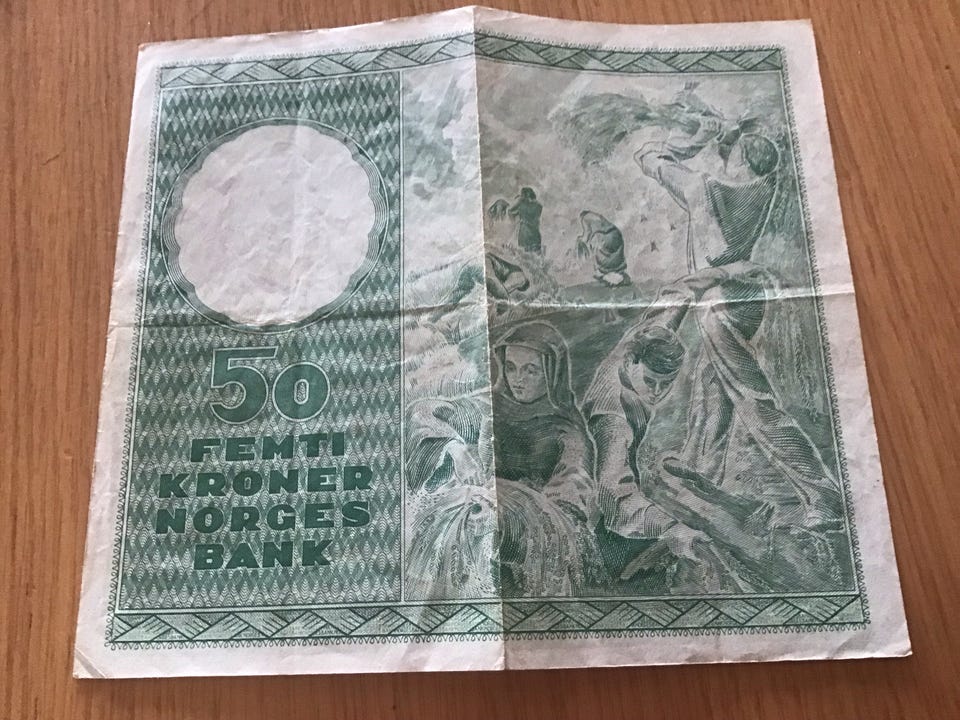 50
FEMTI
KRONER
NORGES
BANK